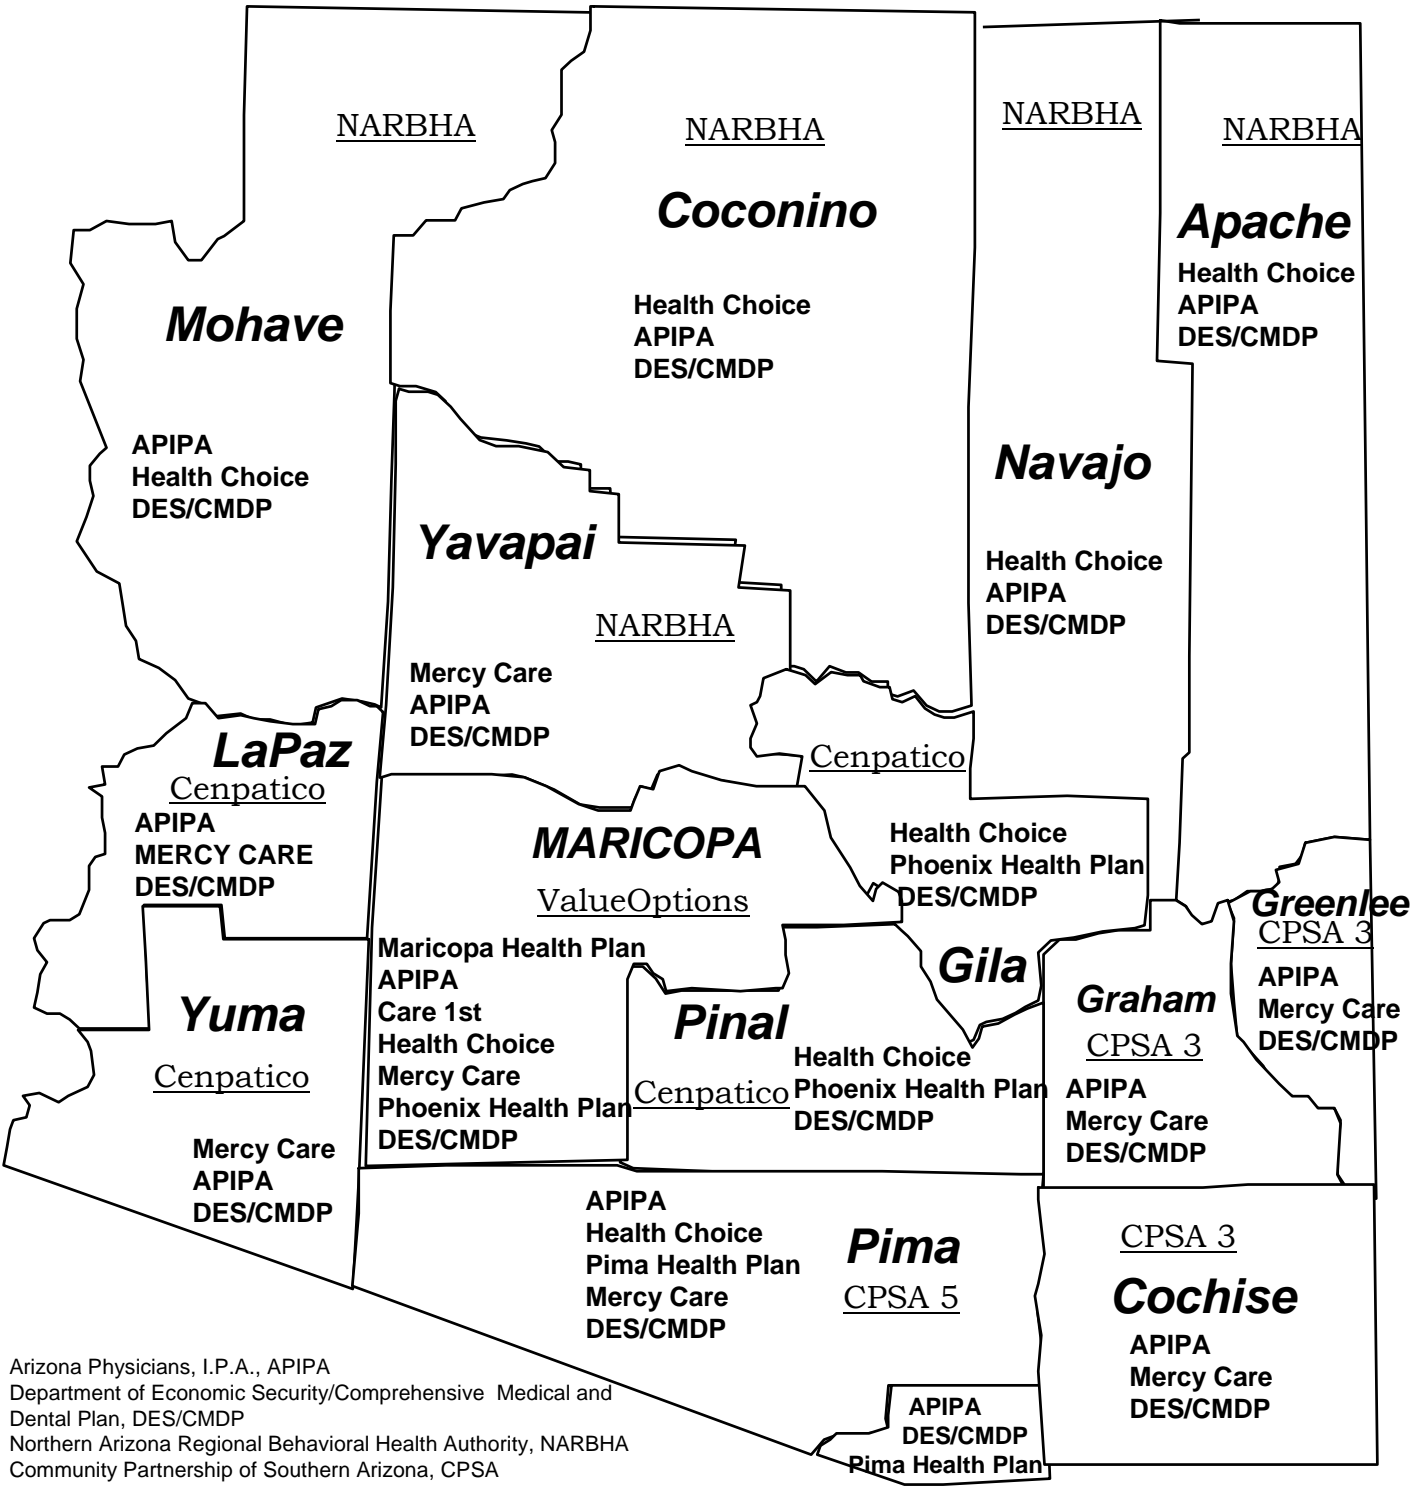 NARBHA
Mohave
APIPA
Health Choice
DES/CMDP
NARBHA
Coconino
Health Choice
APIPA
DES/CMDP
NARBHA
Navajo
Health Choice
APIPA
DES/CMDP
NARBHA
Apache
Health Choice
APIPA
DES/CMDP
Yavapai
NARBHA
Mercy Care
APIPA
DES/CMDP
LaPaz
Cenpatico
APIPA
MERCY CARE
DES/CMDP
MARICOPA
ValueOptions
Maricopa Health Plan
APIPA
Care 1st
Health Choice
Mercy Care
Phoenix Health Plan
DES/CMDP
Cenpatico
Health Choice
Phoenix Health Plan
DES/CMDP
Gila
Greenlee
CPSA 3
APIPA
Mercy Care
DES/CMDP
Graham
CPSA 3
APIPA
Mercy Care
DES/CMDP
Yuma
Cenpatico
Mercy Care
APIPA
DES/CMDP
Pinal
Cenpatico
Health Choice
Phoenix Health Plan
DES/CMDP
APIPA
Health Choice
Pima Health Plan
Mercy Care
DES/CMDP
Pima
CPSA 5
CPSA 3
Cochise
APIPA
Mercy Care
DES/CMDP
APIPA
DES/CMDP
Pima Health Plan
Arizona Physicians, I.P.A., APIPA
Department of Economic Security/Comprehensive Medical and
Dental Plan, DES/CMDP
Northern Arizona Regional Behavioral Health Authority, NARBHA
Community Partnership of Southern Arizona, CPSA